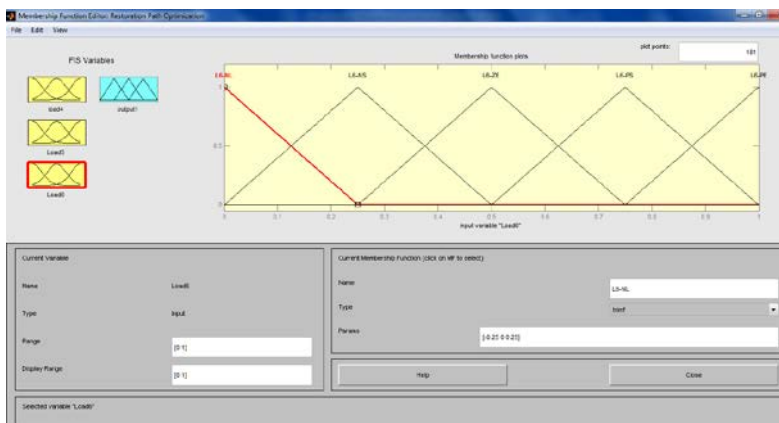 Membership Function Editor: Restoration Path Optimization
File Edit View
FIS Variables
load4
output1
Load5
Load6
Membership function plots
plot points:
181
L6-NL
L6-NS
L6-ZE
L6-PS
1
0.5
0
0 0.1 0.2 0.3 0.4 0.5 0.6 0.7 0.8 0.9 1
input variable "Load6"
Current Variable
Name Load6
Type input
Range [0 1]
Display Range [0 1]
Current Membership Function (click on MF to select)
Name L6-NL
Type trimf
Params [-0.25 0 0.25]
Help
Close
Selected variable "Load6"